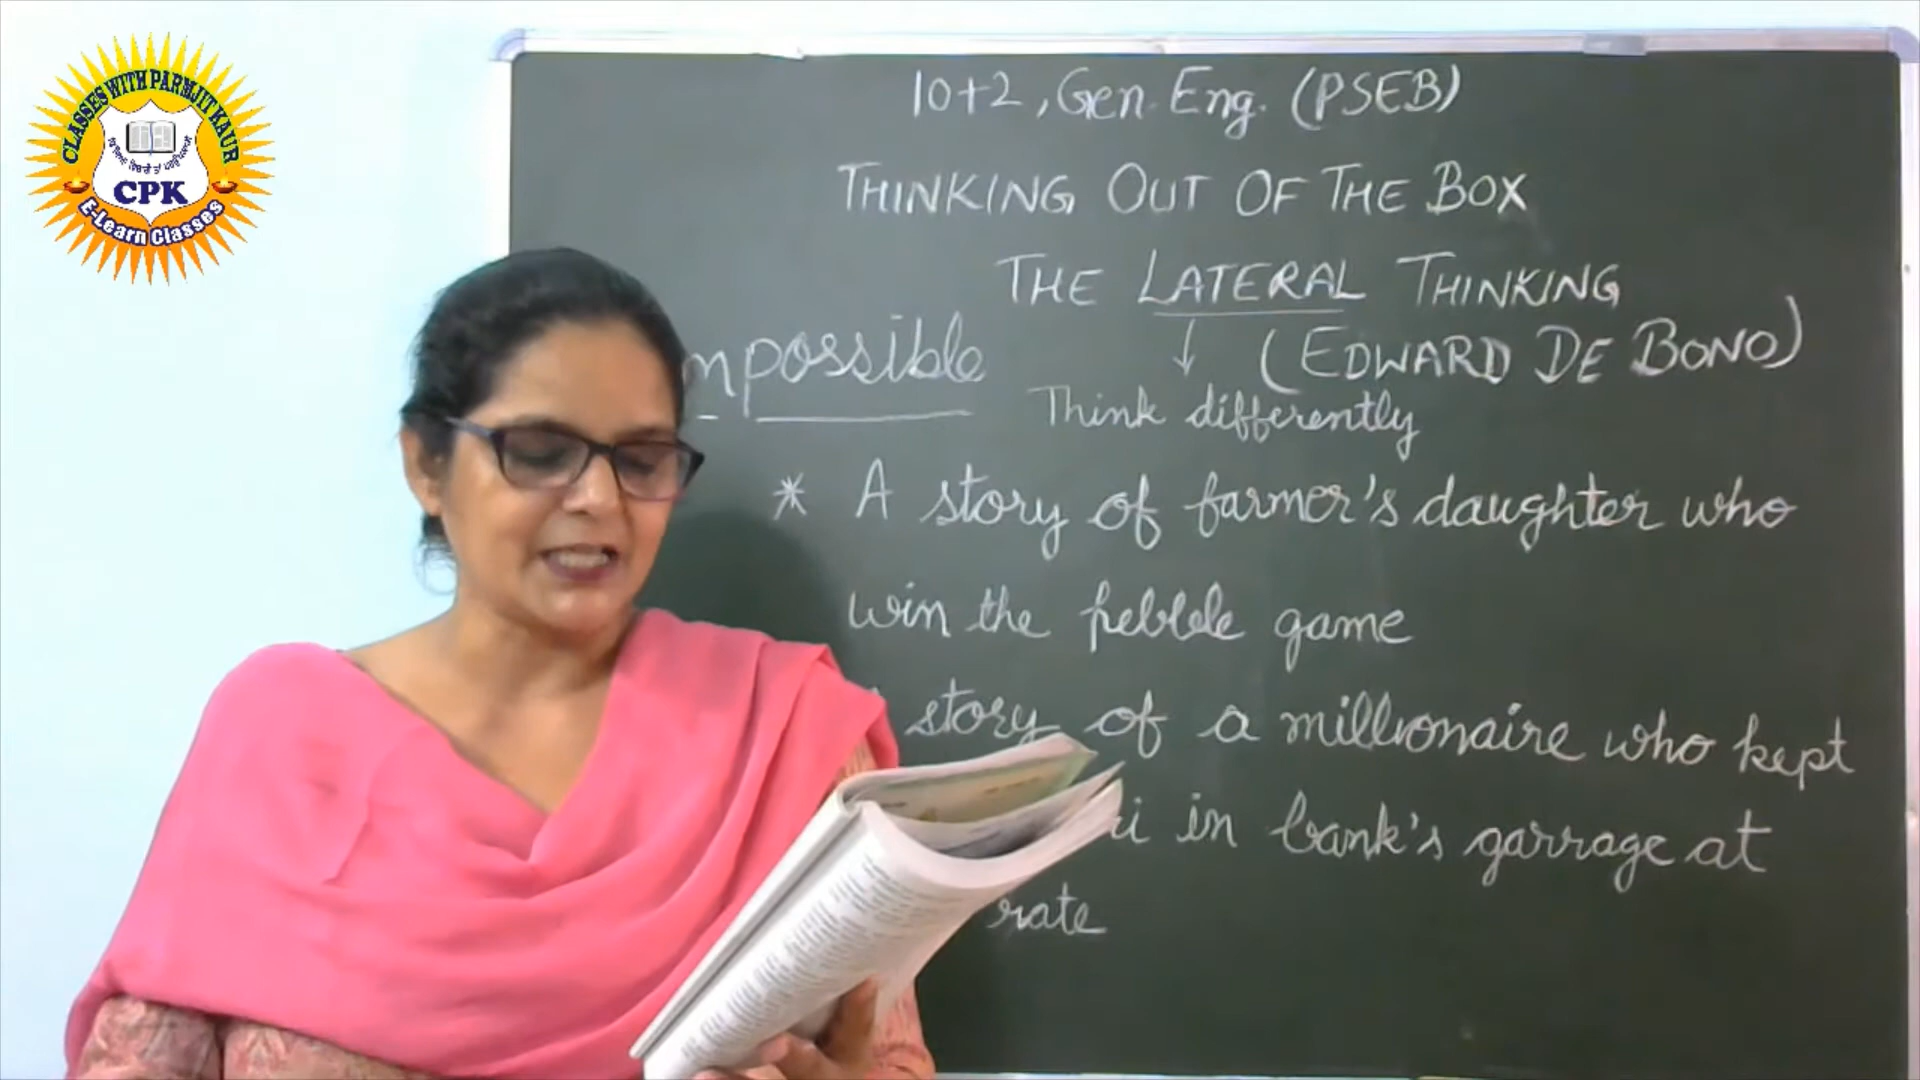 CLASSES WITH PARMJIT KAUR
CPK
E-Learn Classes
10+2, Gen. Eng. (PSEB)
THINKING OUT OF THE BOX
THE LATERAL THINKING
mpossible
↓ (EDWARD DE BONO)
Think differently
* A story of farmer's daughter who
win the pebble game
story of a millionaire who kept
in bank's garrage at
rate